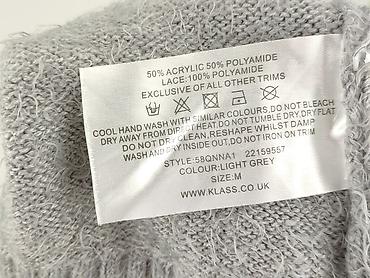 50% ACRYLIC 50% POLYAMIDE
LACE:100% POLYAMIDE
EXCLUSIVE OF ALL OTHER TRIMS
COOL HAND WASH WITH SIMILAR COLOURS,DO NOT BLEACH
DRY AWAY FROM DIRECT HEAT,DO NOT TUMBLE DRY,DRY FLAT
DO NOT DRY CLEAN,RESHAPE WHILST DAMP
WASH AND DRY INSIDE OUT,DO NOT IRON ON TRIM
STYLE:58QNNA1 22159557
COLOUR:LIGHT GREY
SIZE:M
WWW.KLASS.CO.UK